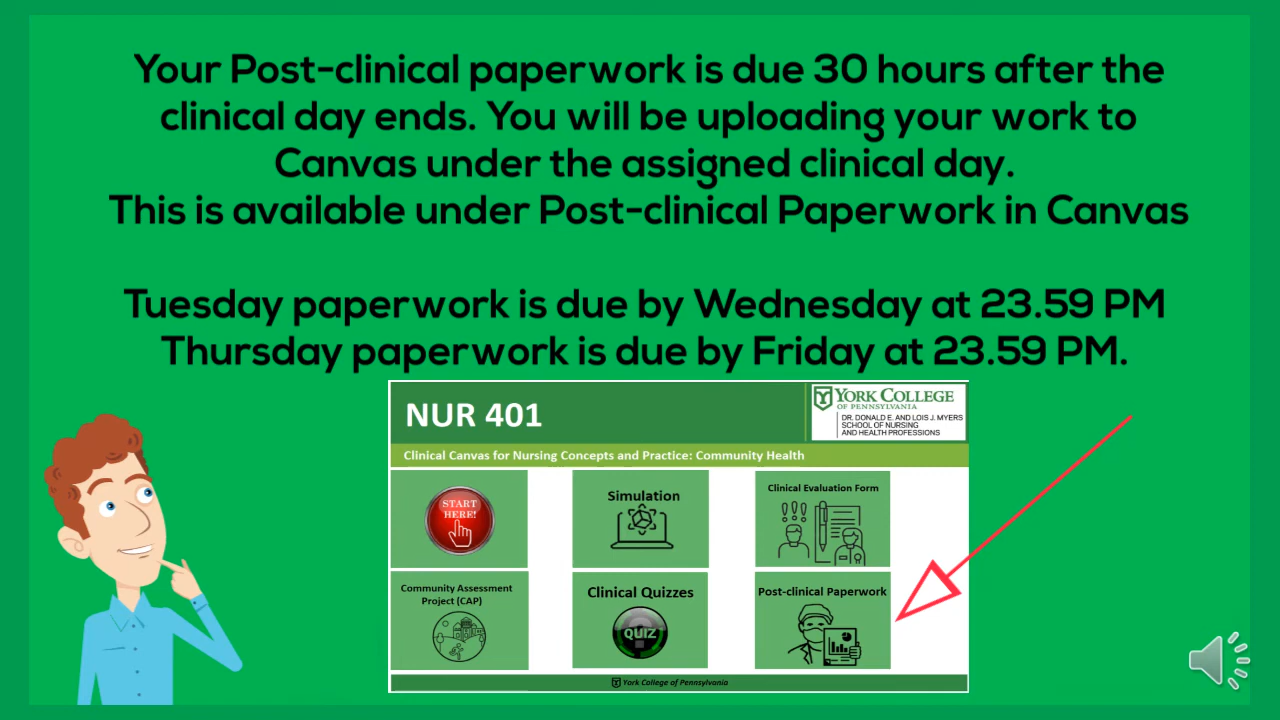 Your Post-clinical paperwork is due 30 hours after the
clinical day ends. You will be uploading your work to
Canvas under the assigned clinical day.
This is available under Post-clinical Paperwork in Canvas
Tuesday paperwork is due by Wednesday at 23.59 PM
Thursday paperwork is due by Friday at 23.59 PM.
NUR 401
YORK COLLEGE
OF PENNSYLVANIA
DR. DONALD E. AND LOIS J. MYERS
SCHOOL OF NURSING
AND HEALTH PROFESSIONS
Clinical Canvas for Nursing Concepts and Practice: Community Health
START
HERE!
Simulation
Clinical Evaluation Form
Community Assessment
Project (CAP)
Clinical Quizzes
QUIZ
Post-clinical Paperwork
York College of Pennsylvania